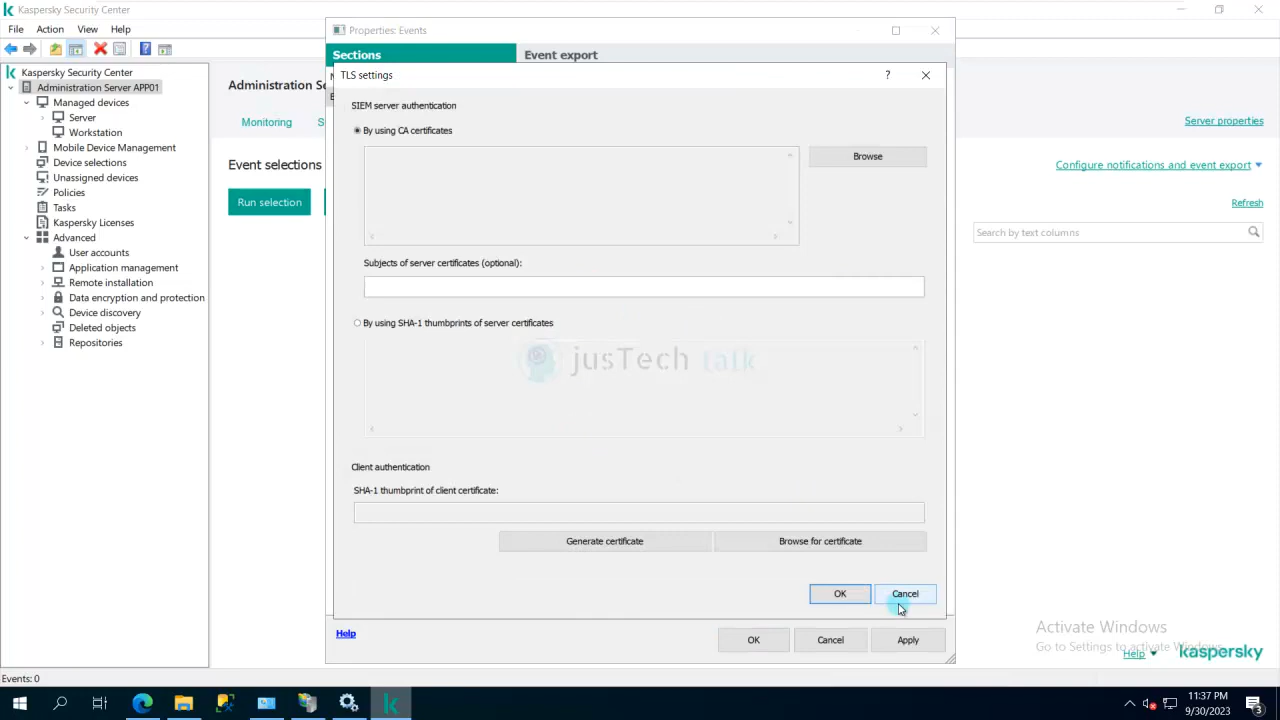 Kaspersky Security Center
File Action View Help
Kaspersky Security Center
Administration Server APP01
Managed devices
Server
Workstation
Mobile Device Management
Device selections
Unassigned devices
Policies
Tasks
Kaspersky Licenses
Advanced
User accounts
Application management
Remote installation
Data encryption and protection
Device discovery
Deleted objects
Repositories
Administration Se
Monitoring
Event selections
Run selection
Properties: Events
Sections
Event export
TLS settings
?
SIEM server authentication
By using CA certificates
Browse
Subjects of server certificates (optional):
By using SHA-1 thumbprints of server certificates
jusTech talk
Client authentication
SHA-1 thumbprint of client certificate:
Generate certificate
Browse for certificate
OK
Cancel
Help
OK
Cancel
Apply
Server properties
Configure notifications and event export
Refresh
Search by text columns
Activate Windows
Go to Settings to activate Windows.
Help
kaspersky
Events: 0
11:37 PM
9/30/2023
3